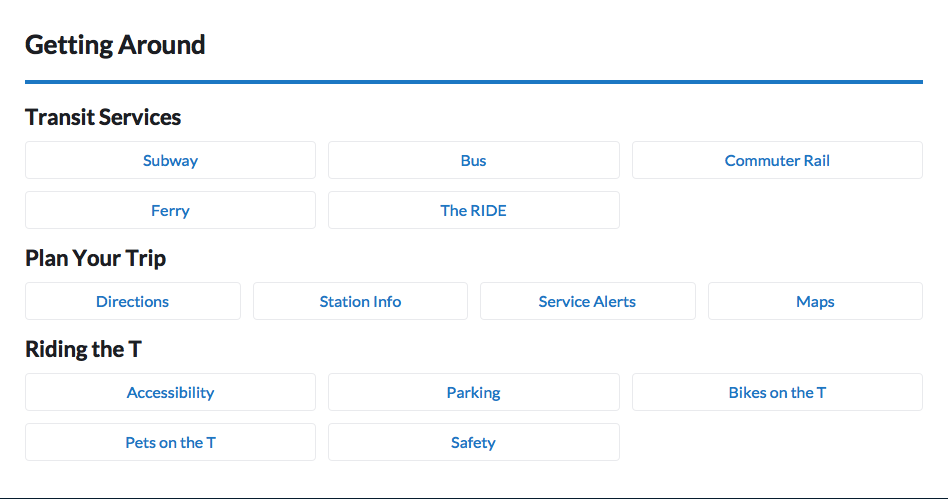 Getting Around
Transit Services
Subway
Bus
Commuter Rail
Ferry
The RIDE
Plan Your Trip
Directions
Station Info
Service Alerts
Maps
Riding the T
Accessibility
Parking
Bikes on the T
Pets on the T
Safety